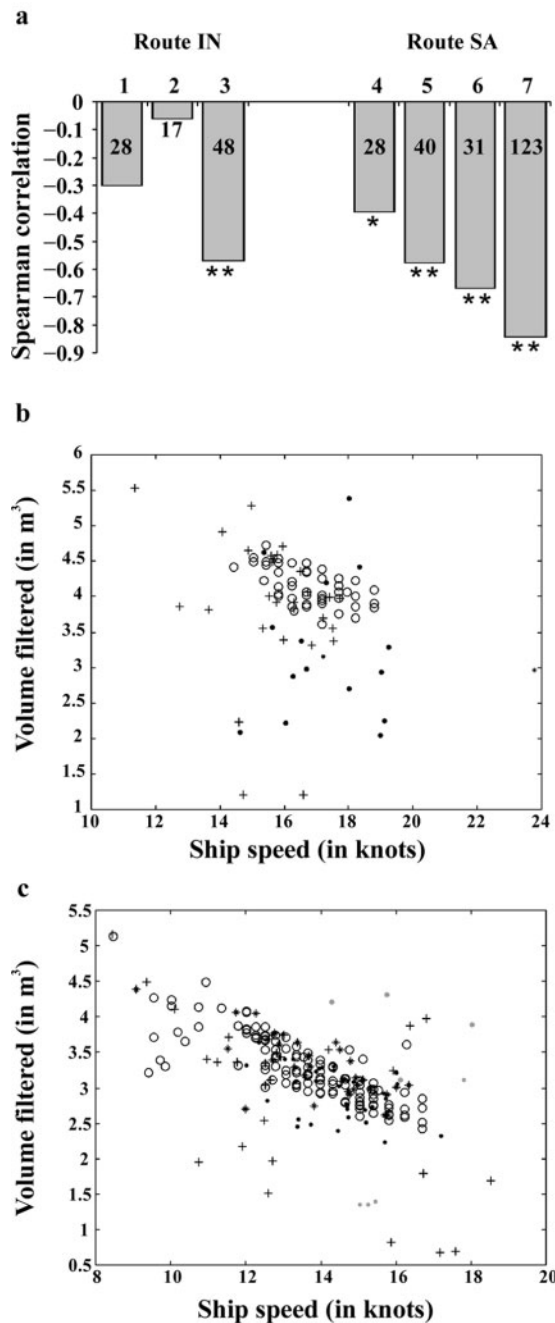 a
Route IN Route SA
1 2 3 4 5 6 7
0
−0.1
−0.2
−0.3
−0.4
−0.5
−0.6
−0.7
−0.8
−0.9
Spearman correlation
28 17 48 28 40 31 123
** * ** ** **
b
6
5.5
5
4.5
4
3.5
3
2.5
2
1.5
1
Volume filtered (in m³)
10 12 14 16 18 20 22 24
Ship speed (in knots)
c
5.5
5
4.5
4
3.5
3
2.5
2
1.5
1
0.5
Volume filtered (in m³)
8 10 12 14 16 18 20
Ship speed (in knots)